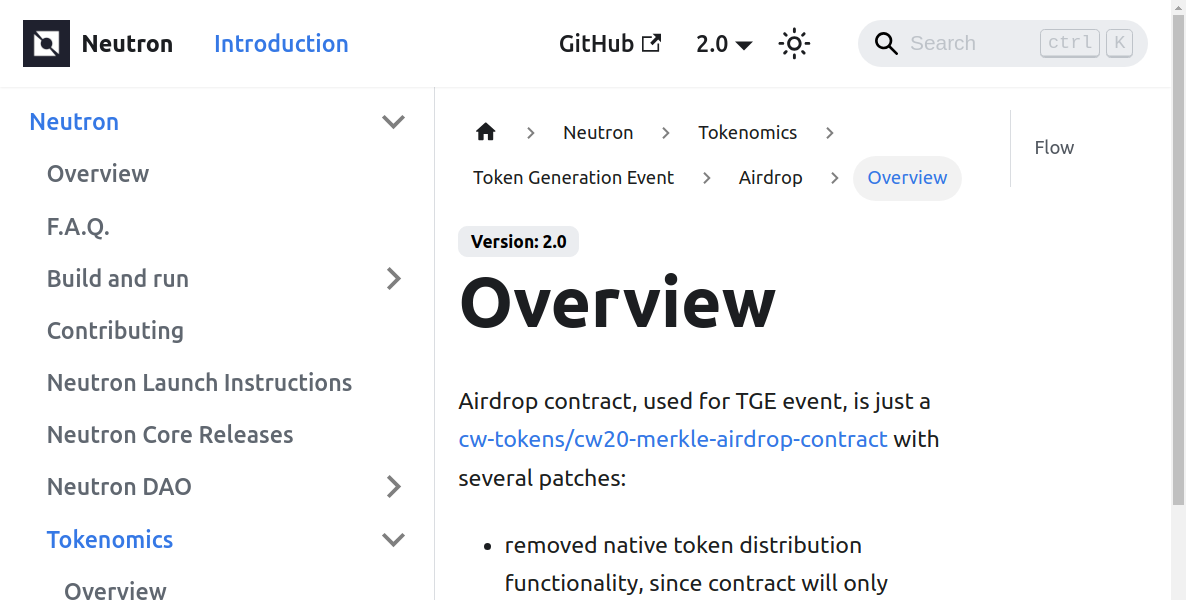 Neutron
Introduction
GitHub
2.0
Search
ctrl
K
Neutron
Overview
F.A.Q.
Build and run
Contributing
Neutron Launch Instructions
Neutron Core Releases
Neutron DAO
Tokenomics
Overview
Neutron
Tokenomics
Token Generation Event
Airdrop
Overview
Version: 2.0
Overview
Airdrop contract, used for TGE event, is just a
cw-tokens/cw20-merkle-airdrop-contract with
several patches:
• removed native token distribution
functionality, since contract will only
Flow